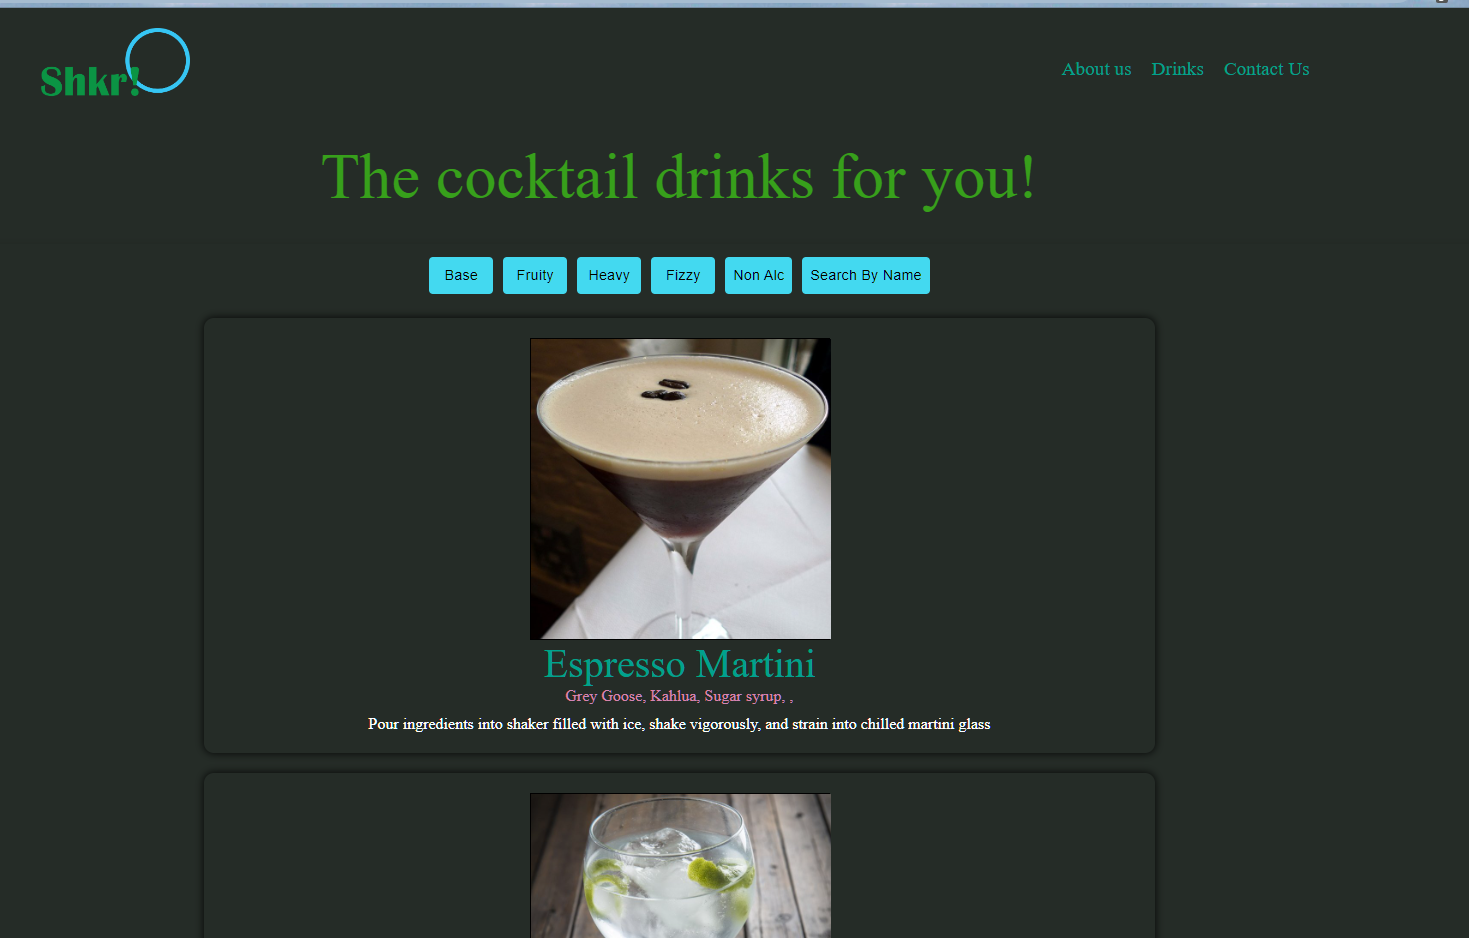 Shkr!
About us Drinks Contact Us
The cocktail drinks for you!
Base Fruity Heavy Fizzy Non Alc Search By Name
Espresso Martini
Grey Goose, Kahlua, Sugar syrup, ,
Pour ingredients into shaker filled with ice, shake vigorously, and strain into chilled martini glass